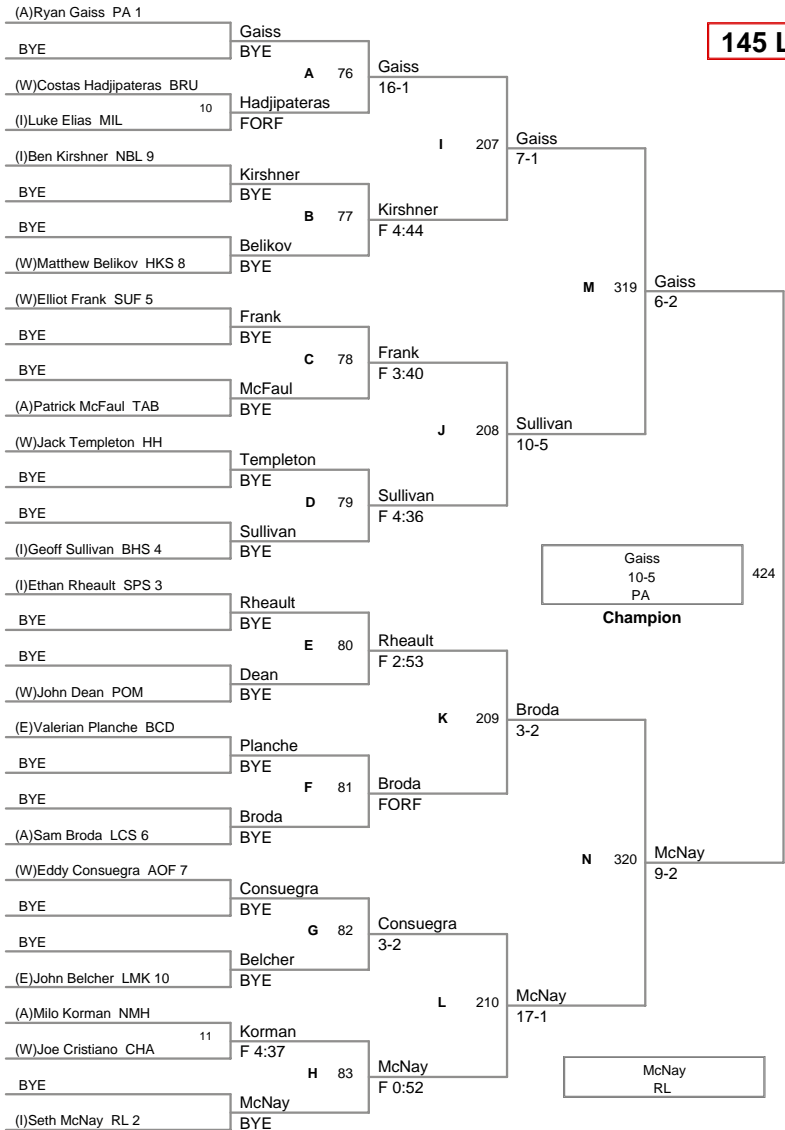 (A)Ryan Gaiss PA 1
145 L
Gaiss
BYE
BYE
A 76
Gaiss
16-1
(W)Costas Hadjipateras BRU
10
Hadjipateras
FORF
(I)Luke Elias MIL
I 207
Gaiss
7-1
(I)Ben Kirshner NBL 9
Kirshner
BYE
BYE
B 77
Kirshner
F 4:44
BYE
Belikov
BYE
(W)Matthew Belikov HKS 8
M 319
Gaiss
6-2
(W)Elliot Frank SUF 5
Frank
BYE
BYE
C 78
Frank
F 3:40
BYE
McFaul
BYE
(A)Patrick McFaul TAB
J 208
Sullivan
10-5
(W)Jack Templeton HH
Templeton
BYE
BYE
D 79
Sullivan
F 4:36
BYE
Sullivan
BYE
(I)Geoff Sullivan BHS 4
Gaiss
10-5
PA
424
Champion
(I)Ethan Rheault SPS 3
Rheault
BYE
BYE
E 80
Rheault
F 2:53
BYE
Dean
BYE
(W)John Dean POM
K 209
Broda
3-2
(E)Valerian Planche BCD
Planche
BYE
BYE
F 81
Broda
FORF
BYE
Broda
BYE
(A)Sam Broda LCS 6
N 320
McNay
9-2
(W)Eddy Consuegra AOF 7
Consuegra
BYE
BYE
G 82
Consuegra
3-2
BYE
Belcher
BYE
(E)John Belcher LMK 10
L 210
McNay
17-1
(A)Milo Korman NMH
11
Korman
F 4:37
(W)Joe Cristiano CHA
H 83
McNay
F 0:52
BYE
McNay
BYE
(I)Seth McNay RL 2
McNay
RL